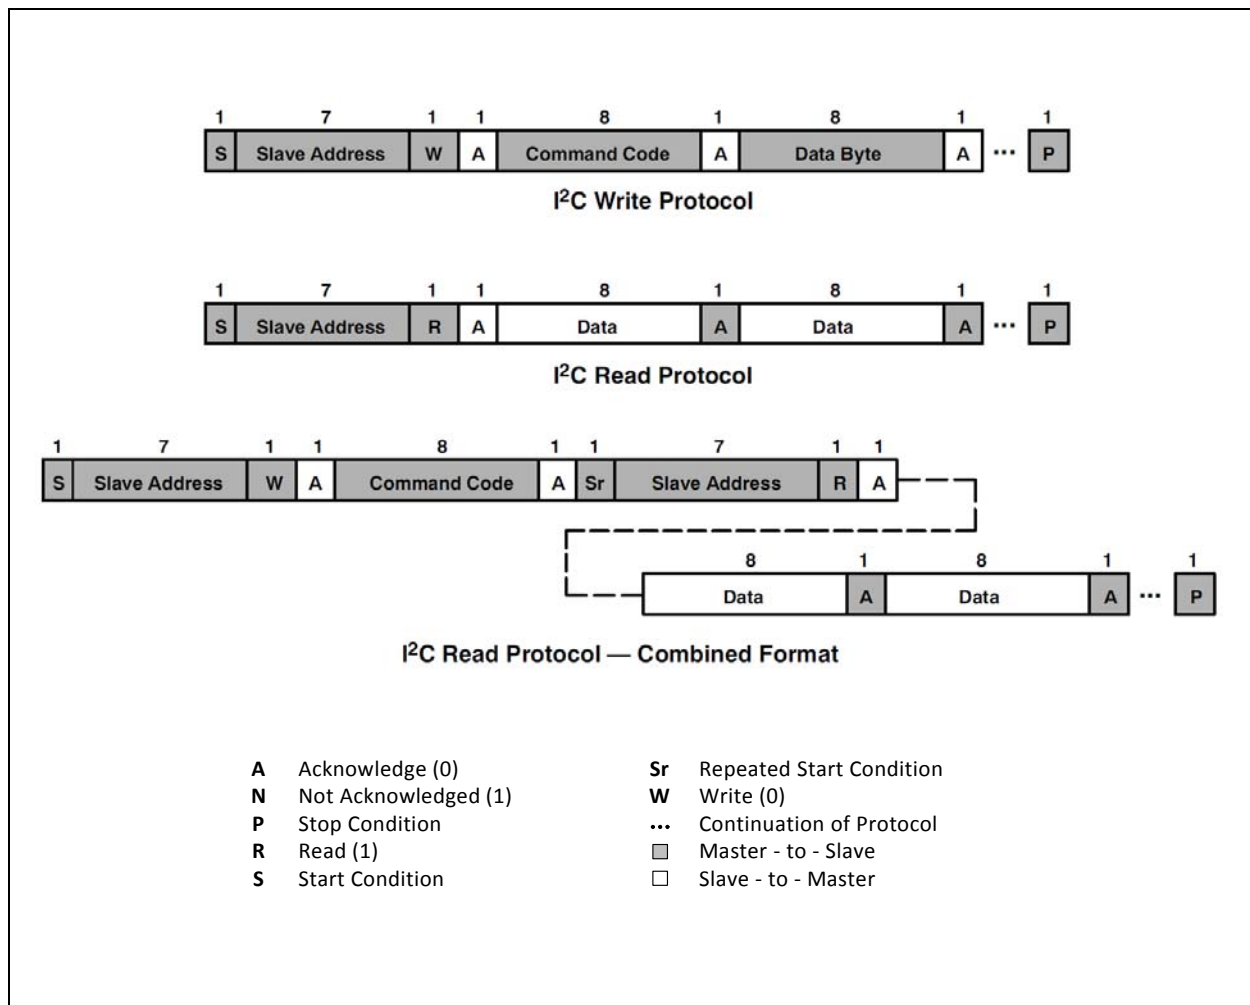 1 7 1 1 8 1 8 1 1
S Slave Address W A Command Code A Data Byte A ... P
I²C Write Protocol
1 7 1 1 8 1 8 1 1
S Slave Address R A Data A Data A ... P
I²C Read Protocol
1 7 1 1 8 1 1 7 1 1
S Slave Address W A Command Code A Sr Slave Address R A
8 1 8 1 1
Data A Data A ... P
I²C Read Protocol — Combined Format
A Acknowledge (0) Sr Repeated Start Condition
N Not Acknowledged (1) W Write (0)
P Stop Condition ... Continuation of Protocol
R Read (1) Master - to - Slave
S Start Condition Slave - to - Master